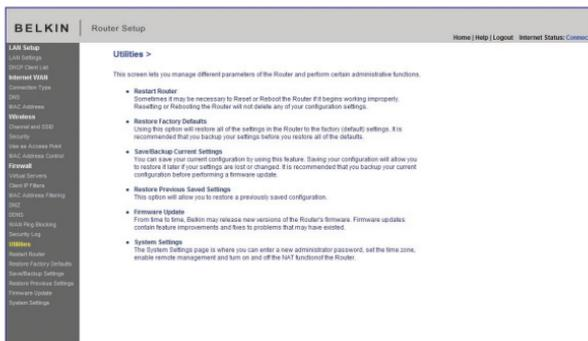 BELKIN
Router Setup
Home | Help | Logout Internet Status: Connec
LAN Setup
LAN Settings
DHCP Client List
Internet WAN
Connection Type
DNS
MAC Address
Wireless
Channel and SSID
Security
Use as Access Point
MAC Address Control
Firewall
Virtual Servers
Client IP Filters
MAC Address Filtering
DMZ
DDNS
WAN Ping Blocking
Security Log
Utilities
Restart Router
Restore Factory Defaults
Save/Backup Settings
Restore Previous Settings
Firmware Update
System Settings
Utilities >
This screen lets you manage different parameters of the Router and perform certain administrative functions.
Restart Router
Sometimes it may be necessary to Reset or Reboot the Router if it begins working improperly.
Resetting or Rebooting the Router will not delete any of your configuration settings.
Restore Factory Defaults
Using this option will restore all of the settings in the Router to the factory (default) settings. It is
recommended that you backup your settings before you restore all of the defaults.
Save/Backup Current Settings
You can save your current configuration by using this feature. Saving your configuration will allow you
to restore it later if your settings are lost or changed. It is recommended that you backup your current
configuration before performing a firmware update.
Restore Previous Saved Settings
This option will allow you to restore a previously saved configuration.
Firmware Update
From time to time, Belkin may release new versions of the Router's firmware. Firmware updates
contain feature improvements and fixes to problems that may have existed.
System Settings
The System Settings page is where you can enter a new administrator password, set the time zone,
enable remote management and turn on and off the NAT functionof the Router.